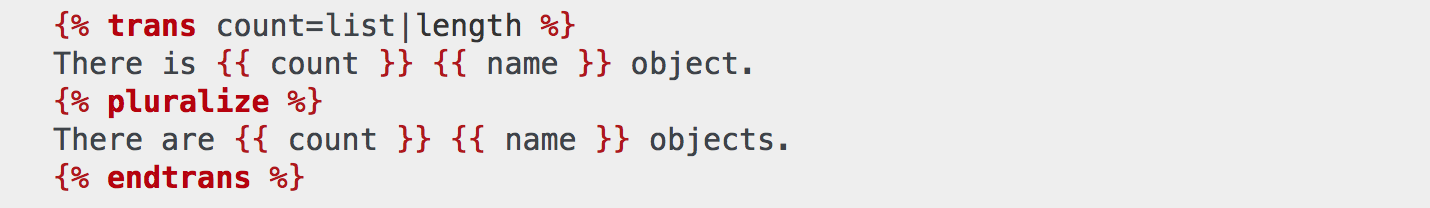 {% trans count=list|length %}
There is {{ count }} {{ name }} object.
{% pluralize %}
There are {{ count }} {{ name }} objects.
{% endtrans %}